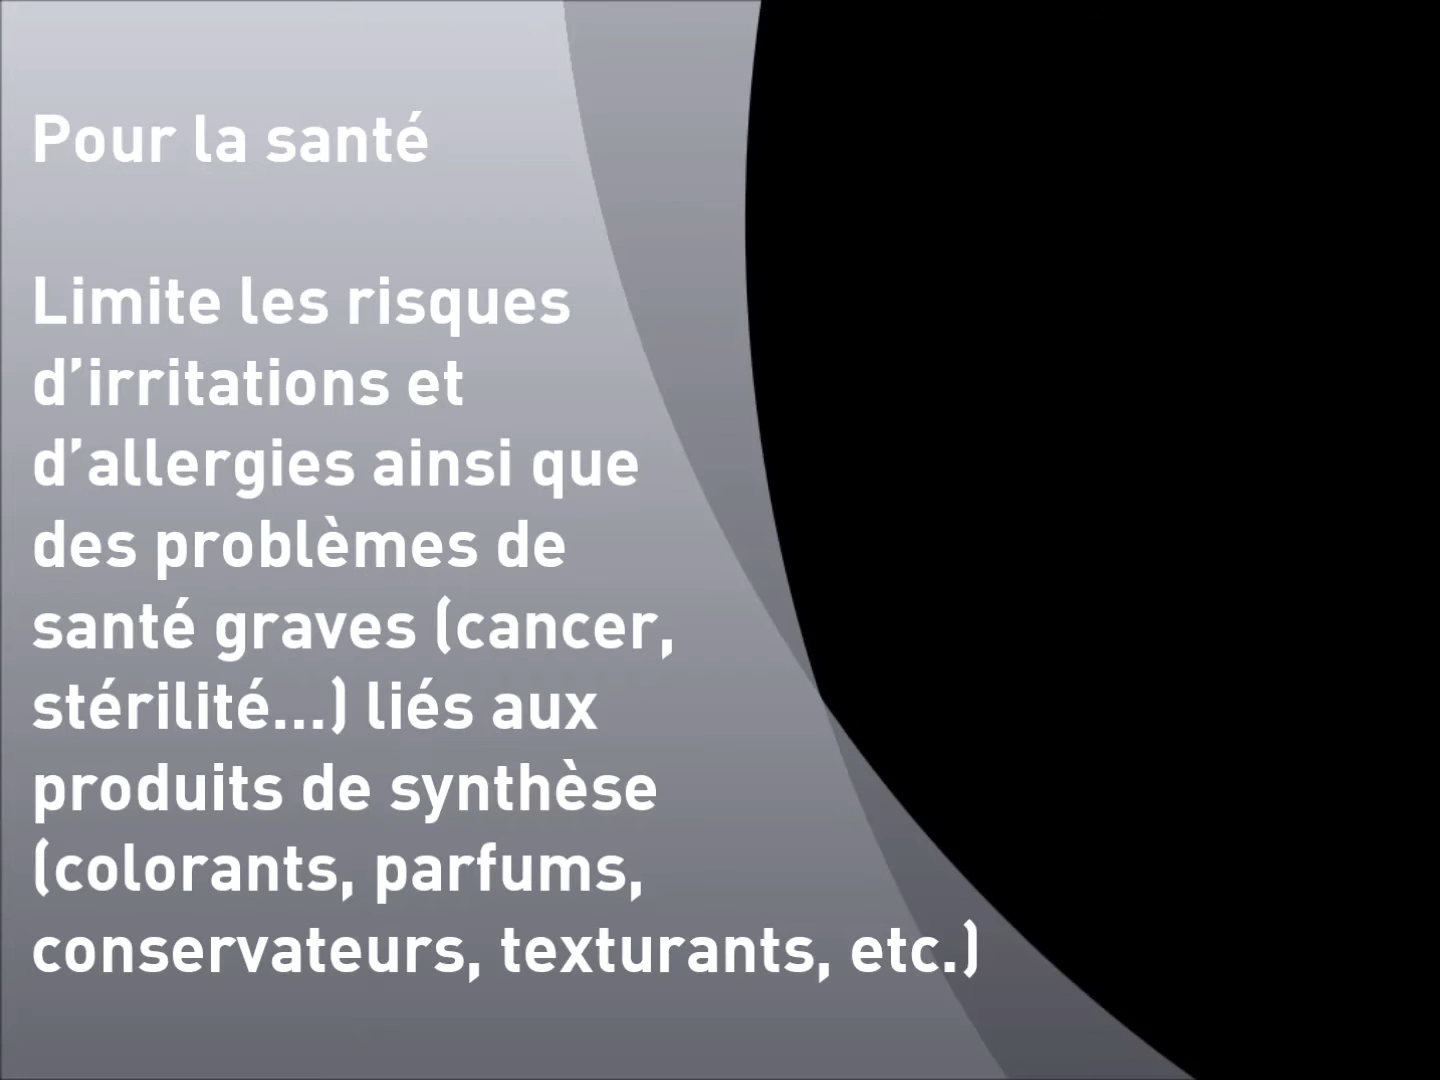 Pour la santé
Limite les risques
d’irritations et
d’allergies ainsi que
des problèmes de
santé graves (cancer,
stérilité...) liés aux
produits de synthèse
(colorants, parfums,
conservateurs, texturants, etc.)